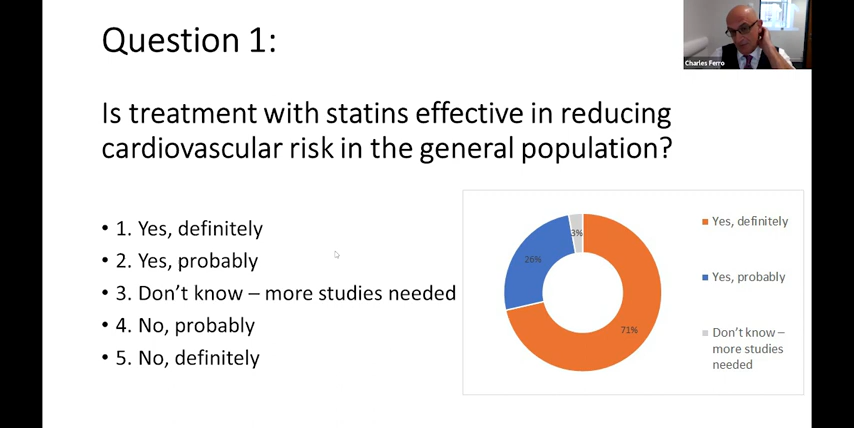 Question 1:
Charles Ferro
Is treatment with statins effective in reducing
cardiovascular risk in the general population?
• 1. Yes, definitely
• 2. Yes, probably
• 3. Don't know – more studies needed
• 4. No, probably
• 5. No, definitely
3%
26%
71%
Yes, definitely
Yes, probably
Don't know –
more studies
needed